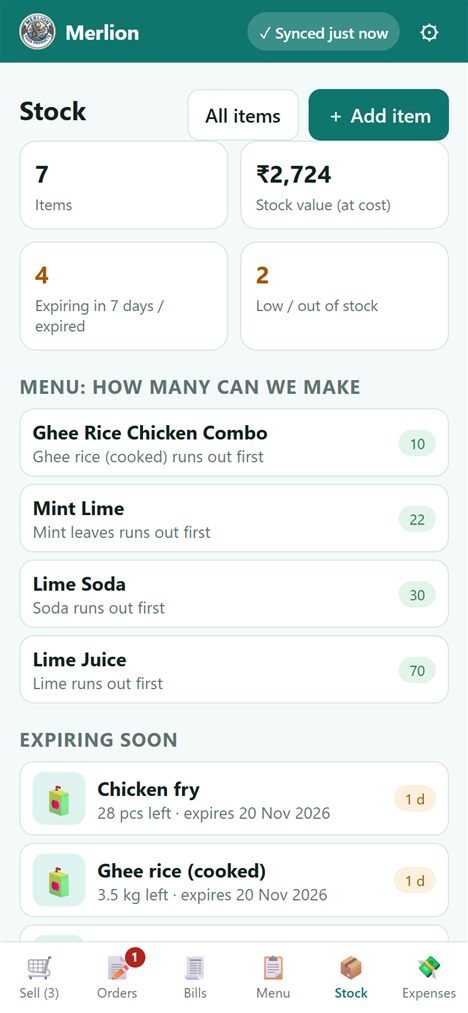 MERLION
Merlion
✓ Synced just now
Stock
All items
+ Add item
7
Items
₹2,724
Stock value (at cost)
4
Expiring in 7 days /
expired
2
Low / out of stock
MENU: HOW MANY CAN WE MAKE
Ghee Rice Chicken Combo
Ghee rice (cooked) runs out first
10
Mint Lime
Mint leaves runs out first
22
Lime Soda
Soda runs out first
30
Lime Juice
Lime runs out first
70
EXPIRING SOON
Chicken fry
28 pcs left · expires 20 Nov 2026
1 d
Ghee rice (cooked)
3.5 kg left · expires 20 Nov 2026
1 d
1
Sell (3)
Orders
Bills
Menu
Stock
Expenses